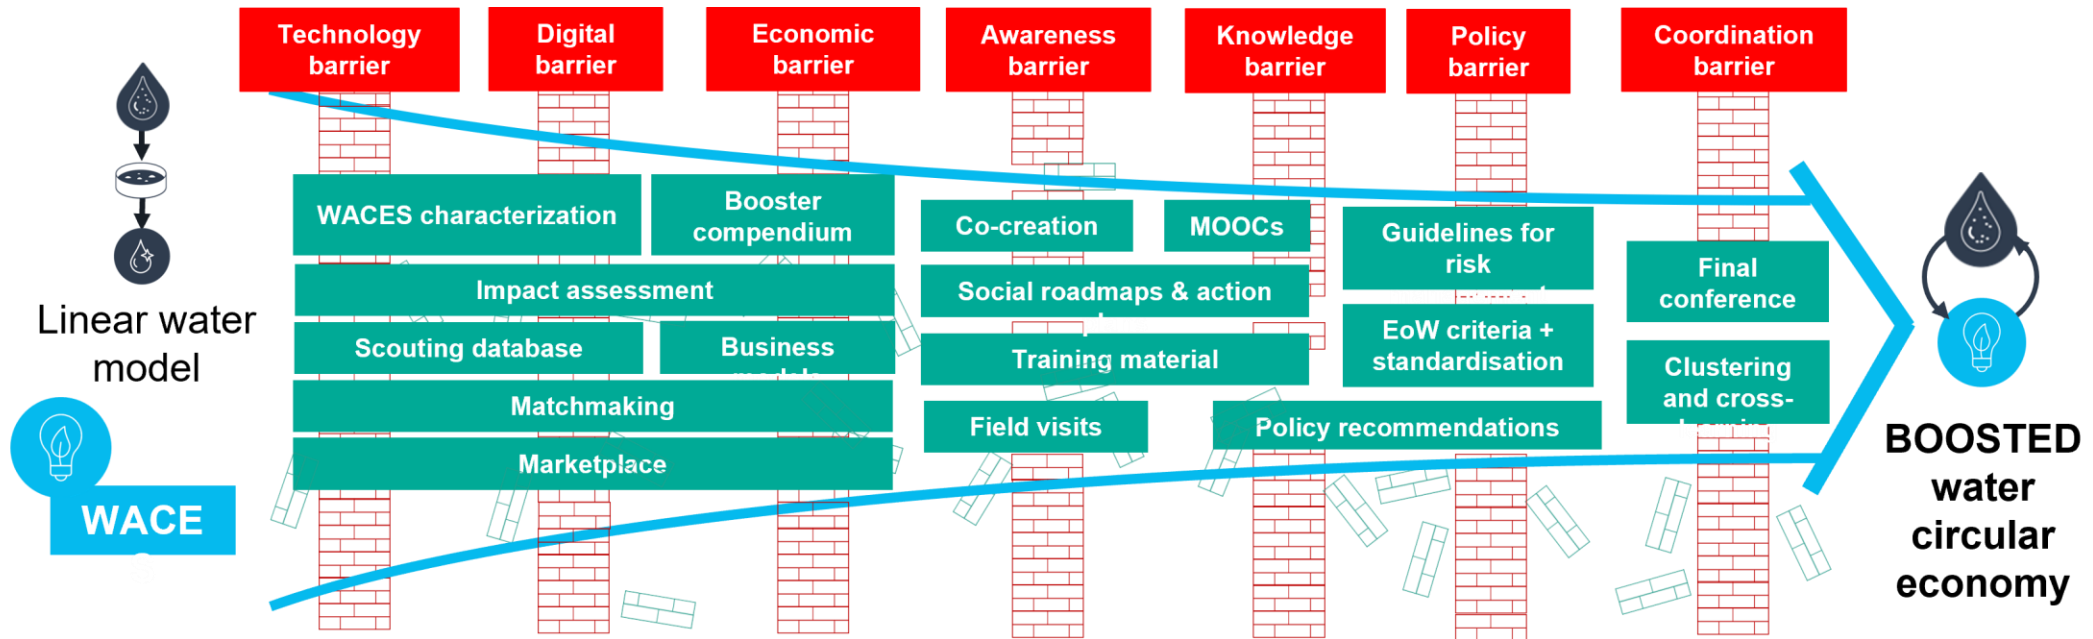 Technology
barrier
Digital
barrier
Economic
barrier
Awareness
barrier
Knowledge
barrier
Policy
barrier
Coordination
barrier
Linear water
model
WACE
WACES characterization
Booster
compendium
Impact assessment
Scouting database
Business
Matchmaking
Marketplace
Co-creation
MOOCs
Social roadmaps & action
Training material
Field visits
Policy recommendations
Guidelines for
risk
EoW criteria +
standardisation
Final
conference
Clustering
and cross-
BOOSTED
water
circular
economy